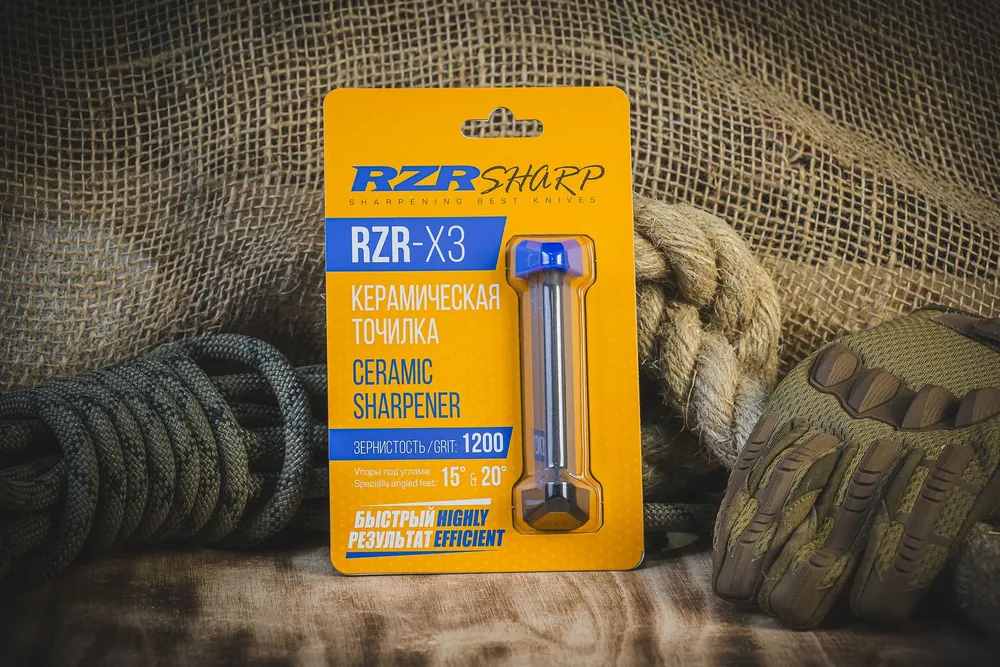 RZRSHARP
SHARPENING BEST KNIVES
RZR-X3
КЕРАМИЧЕСКАЯ
ТОЧИЛКА
CERAMIC
SHARPENER
ЗЕРНИСТОСТЬ/GRIT: 1200
Упоры под углами:
Specially angled feet: 15° & 20°
БЫСТРЫЙ HIGHLY
РЕЗУЛЬТАТ EFFICIENT